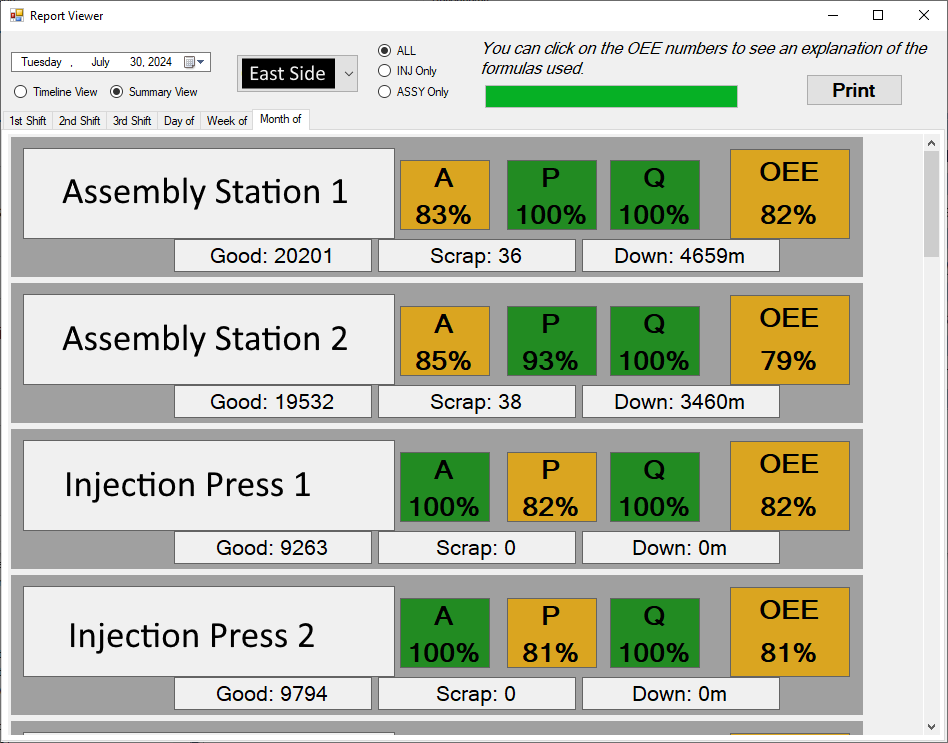 Report Viewer
Tuesday , July 30, 2024
Timeline View Summary View
East Side
ALL
INJ Only
ASSY Only
You can click on the OEE numbers to see an explanation of the
formulas used.
Print
1st Shift 2nd Shift 3rd Shift Day of Week of Month of
Assembly Station 1
A
83%
P
100%
Q
100%
OEE
82%
Good: 20201 Scrap: 36 Down: 4659m
Assembly Station 2
A
85%
P
93%
Q
100%
OEE
79%
Good: 19532 Scrap: 38 Down: 3460m
Injection Press 1
A
100%
P
82%
Q
100%
OEE
82%
Good: 9263 Scrap: 0 Down: 0m
Injection Press 2
A
100%
P
81%
Q
100%
OEE
81%
Good: 9794 Scrap: 0 Down: 0m